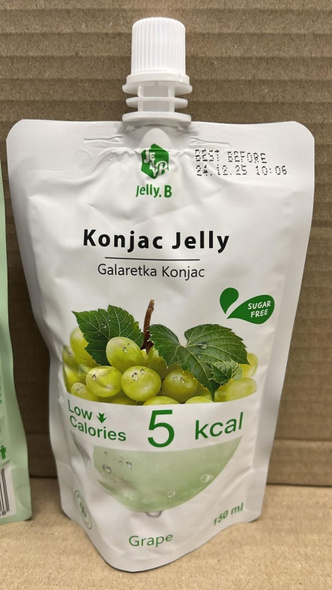 Jelly.B
BEST BEFORE
24.12.25 10:06
Konjac Jelly
Galaretka Konjac
SUGAR
FREE
Low
Calories
5 kcal
150 ml
Grape